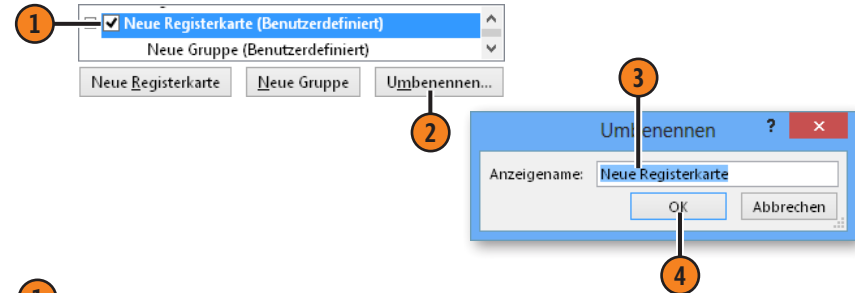 1
Neue Registerkarte (Benutzerdefiniert)
Neue Gruppe (Benutzerdefiniert)
Neue Registerkarte Neue Gruppe Umbenennen...
2
3
Umbenennen ? ×
Anzeigename: Neue Registerkarte
OK Abbrechen
4
1